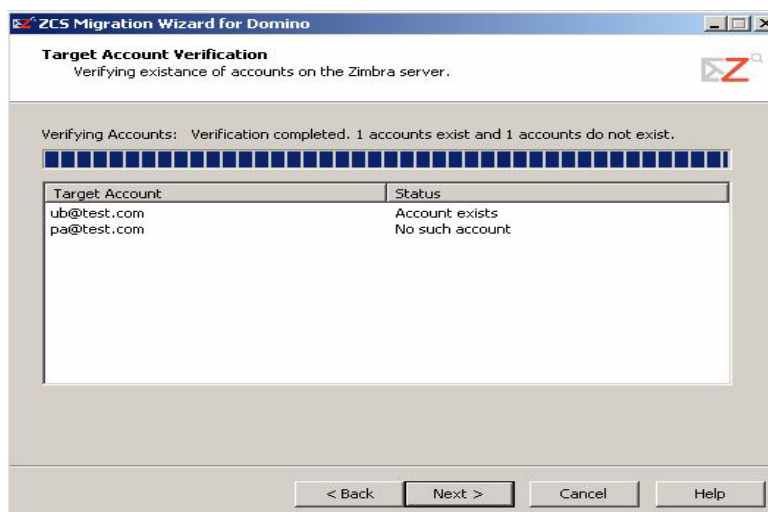 ZCS Migration Wizard for Domino
Target Account Verification
Verifying existance of accounts on the Zimbra server.
Verifying Accounts: Verification completed. 1 accounts exist and 1 accounts do not exist.
Target Account Status
ub@test.com Account exists
pa@test.com No such account
< Back Next > Cancel Help